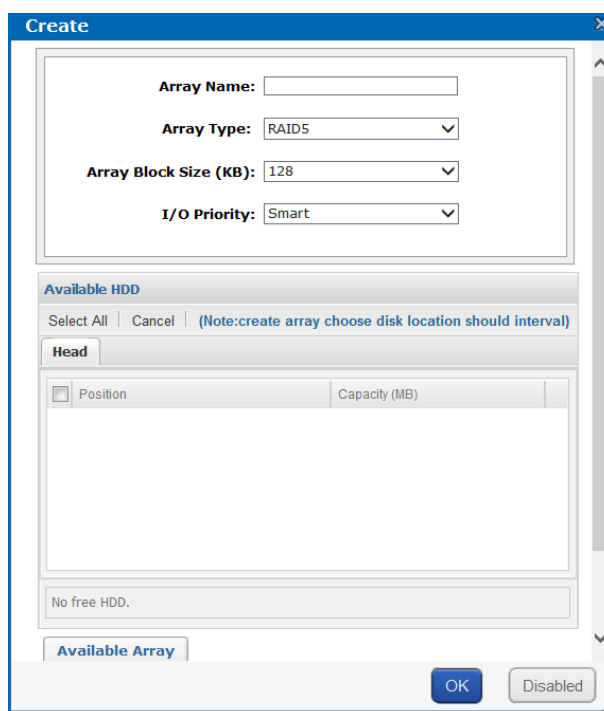 Create
Array Name:
Array Type: RAID5
Array Block Size (KB): 128
I/O Priority: Smart
Available HDD
Select All Cancel (Note:create array choose disk location should interval)
Head
Position Capacity (MB)
No free HDD.
Available Array
OK Disabled